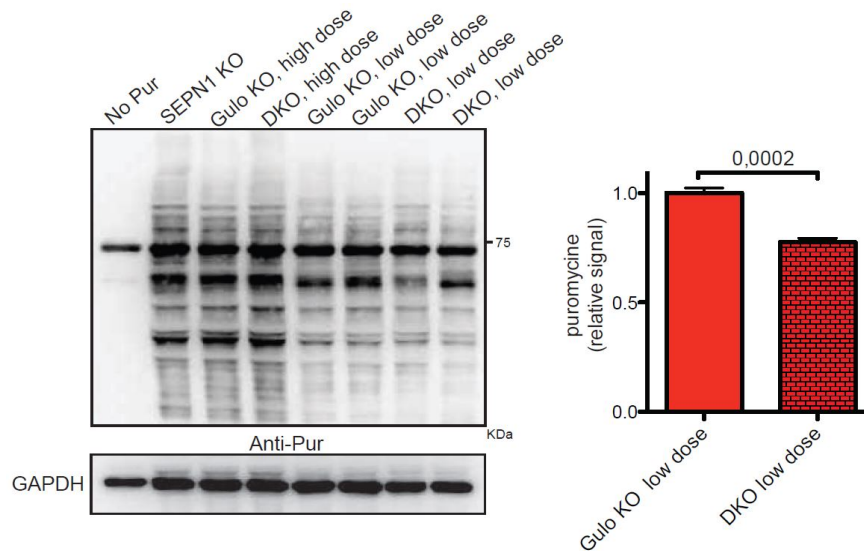 No Pur
SEPN1 KO
Gulo KO, high dose
DKO, high dose
Gulo KO, low dose
Gulo KO, low dose
DKO, low dose
DKO, low dose
75
KDa
Anti-Pur
GAPDH
0,0002
puromycine
(relative signal)
1.0
0.5
0.0
Gulo KO low dose
DKO low dose